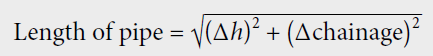 Length of pipe = √(Δh)² + (Δchainage)²